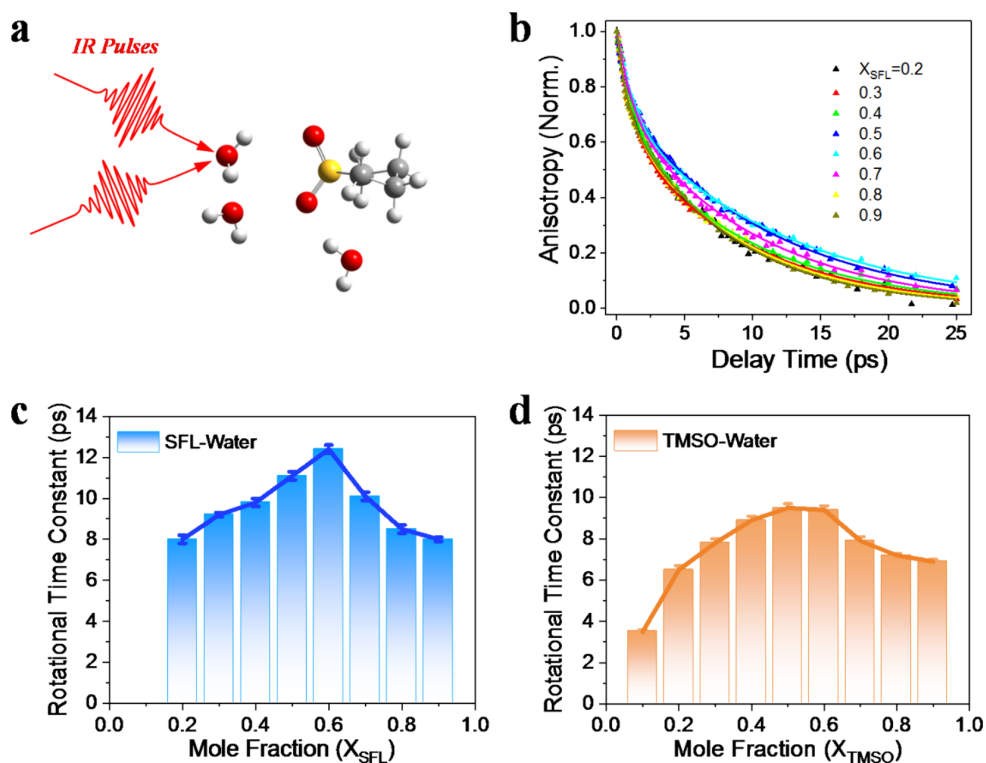 a
IR Pulses
b
Anisotropy (Norm.)
1.0
0.8
0.6
0.4
0.2
0.0
X_SFL=0.2
0.3
0.4
0.5
0.6
0.7
0.8
0.9
0 5 10 15 20 25
Delay Time (ps)
c
Rotational Time Constant (ps)
14
12
10
8
6
4
2
0
SFL-Water
0.0 0.2 0.4 0.6 0.8 1.0
Mole Fraction (X_SFL)
d
Rotational Time Constant (ps)
14
12
10
8
6
4
2
0
TMSO-Water
0.0 0.2 0.4 0.6 0.8 1.0
Mole Fraction (X_TMSO)